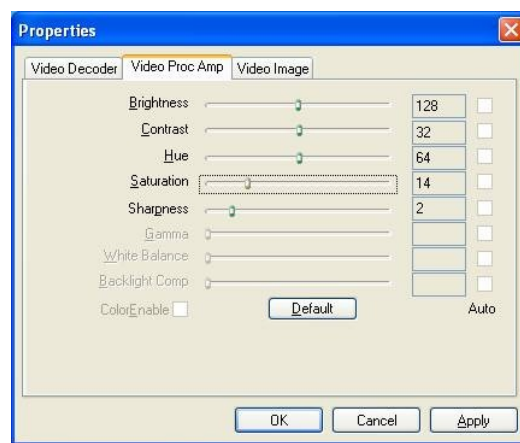 Properties
Video Decoder Video Proc Amp Video Image
Brightness 128
Contrast 32
Hue 64
Saturation 14
Sharpness 2
Gamma
White Balance
Backlight Comp
ColorEnable Default Auto
OK Cancel Apply